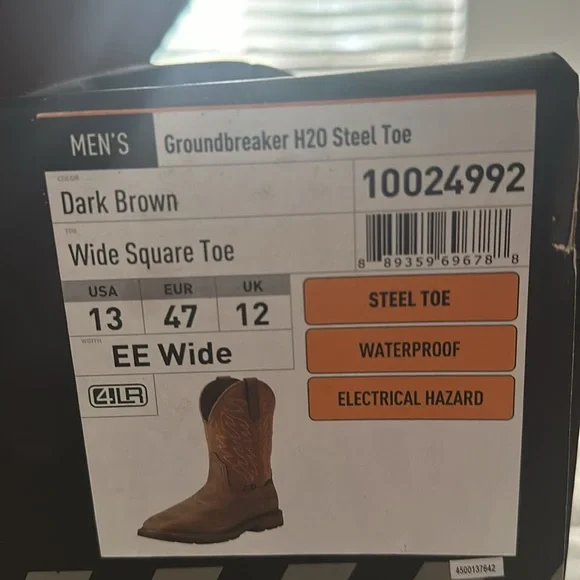 MEN'S
Groundbreaker H2O Steel Toe
COLOR
Dark Brown
10024992
TOE
Wide Square Toe
8 89359 69678 8
USA EUR UK
13 47 12
WIDTH
EE Wide
STEEL TOE
WATERPROOF
ELECTRICAL HAZARD
4LR
4500137642